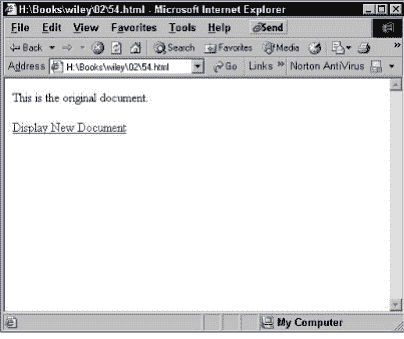 H:\Books\wiley\02\54.html - Microsoft Internet Explorer
File Edit View Favorites Tools Help Send
Back Search Favorites Media »
Address H:\Books\wiley\02\54.html Go Links » Norton AntiVirus
This is the original document.
Display New Document
My Computer